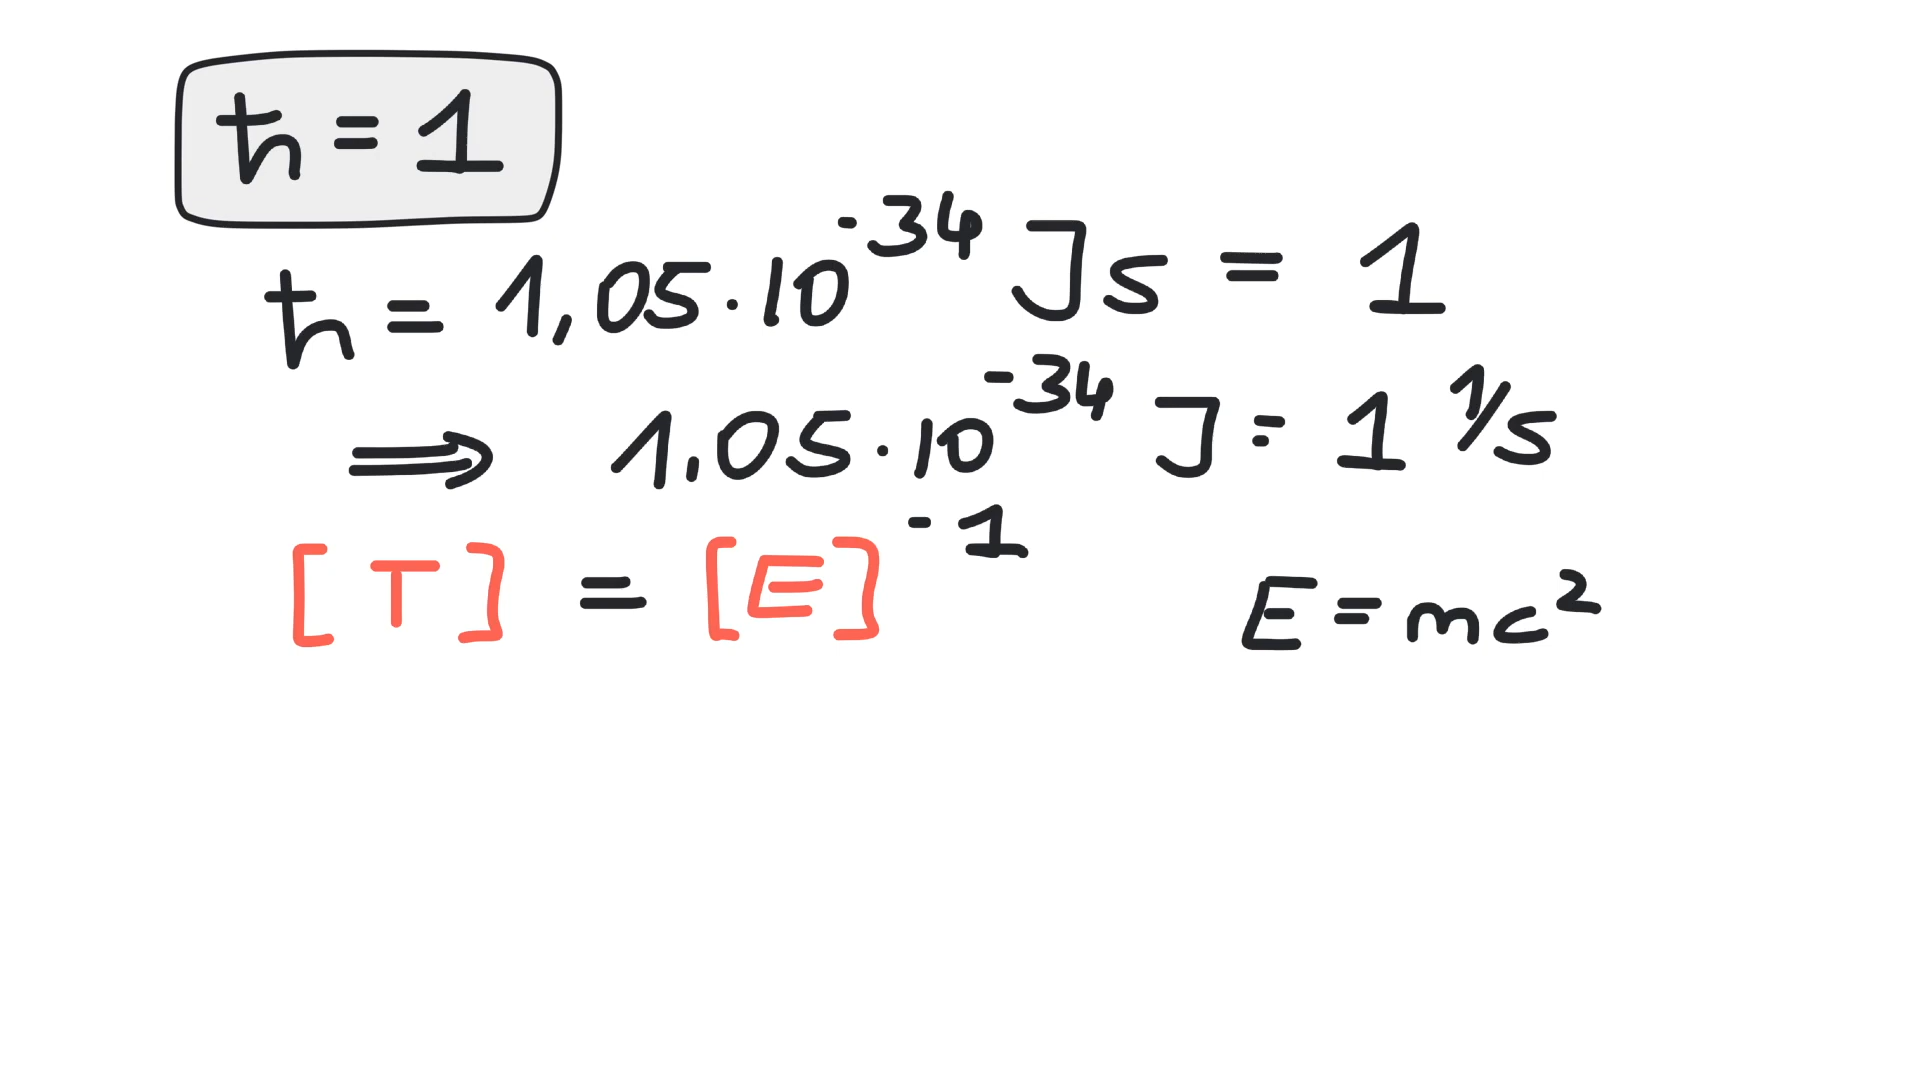 ħ = 1
ħ = 1,05 · 10⁻³⁴ Js = 1
⟹ 1,05 · 10⁻³⁴ J = 1 1/s
[T] = [E]⁻¹ E = mc²